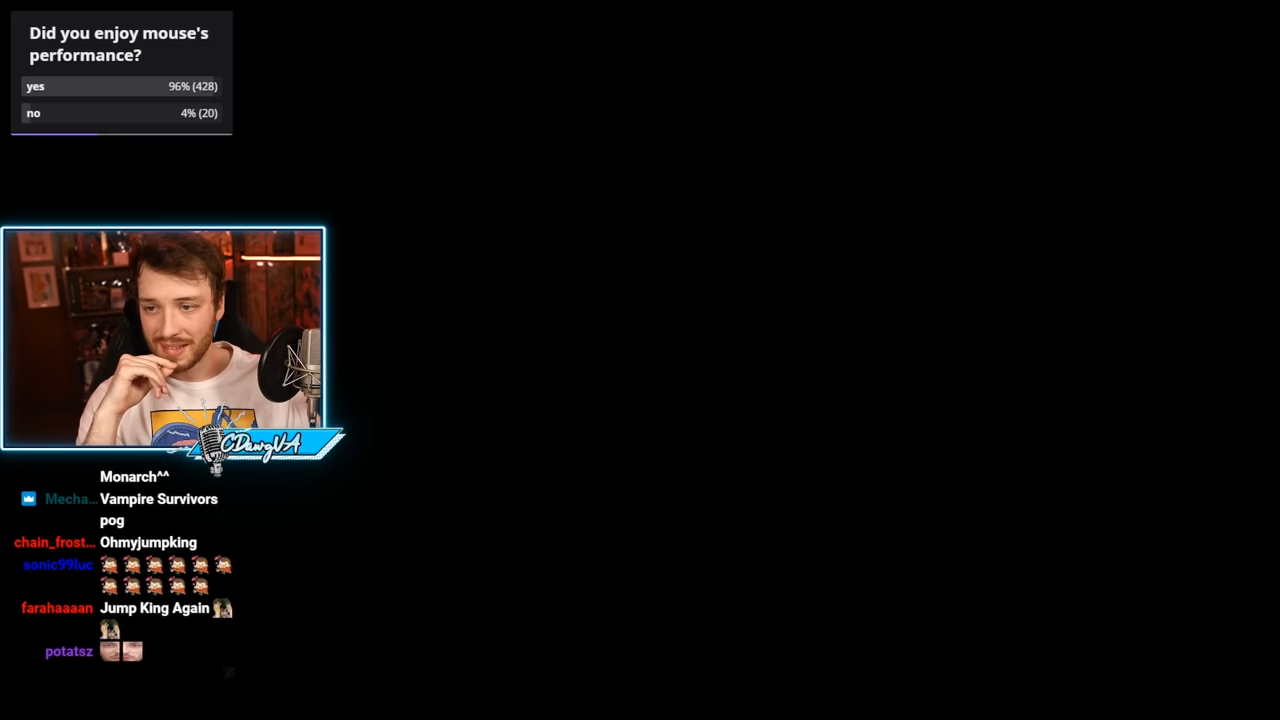 Did you enjoy mouse's
performance?
yes 96% (428)
no 4% (20)
CDawgVA
Monarch^^
Mecha... Vampire Survivors
pog
chain_frost... Ohmyjumpking
sonic99luc
farahaaaan Jump King Again
potatsz